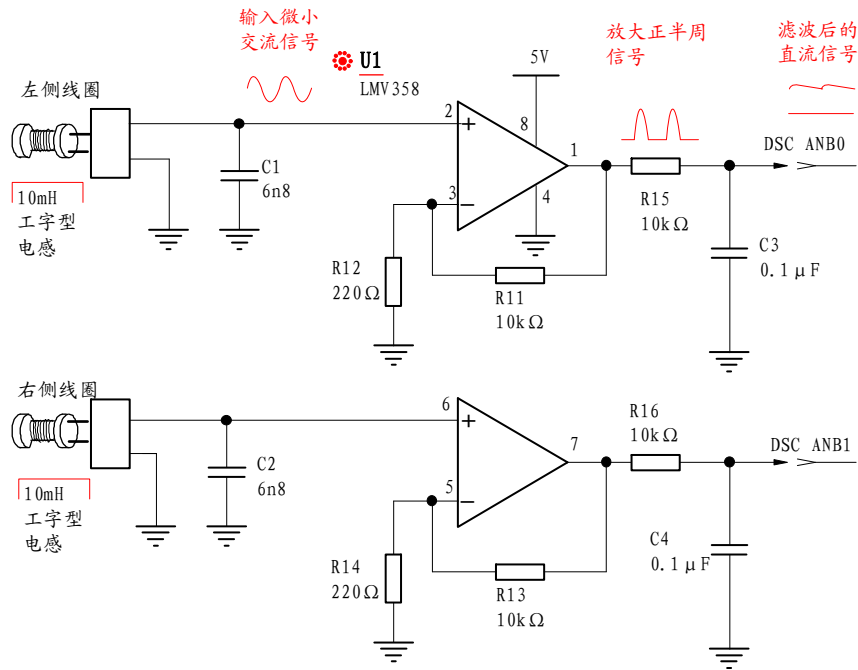 输入微小
交流信号
U1
LMV358
5V
放大正半周
信号
滤波后的
直流信号
左侧线圈
2
8
1
DSC ANB0
C1
6n8
3
4
R15
10kΩ
10mH
工字型
电感
R12
220Ω
R11
10kΩ
C3
0.1μF
右侧线圈
6
R16
10kΩ
7
DSC ANB1
C2
6n8
5
10mH
工字型
电感
R14
220Ω
R13
10kΩ
C4
0.1μF